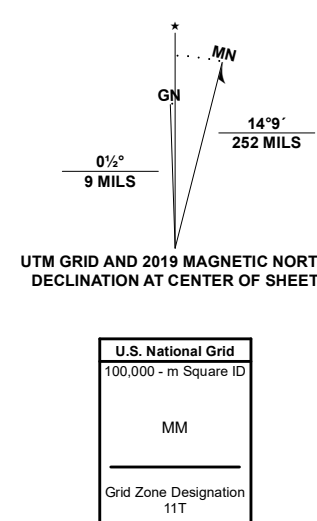 ★
MN
GN
14°9´
252 MILS
0½°
9 MILS
UTM GRID AND 2019 MAGNETIC NORT
DECLINATION AT CENTER OF SHEET
U.S. National Grid
100,000 - m Square ID
MM
Grid Zone Designation
11T